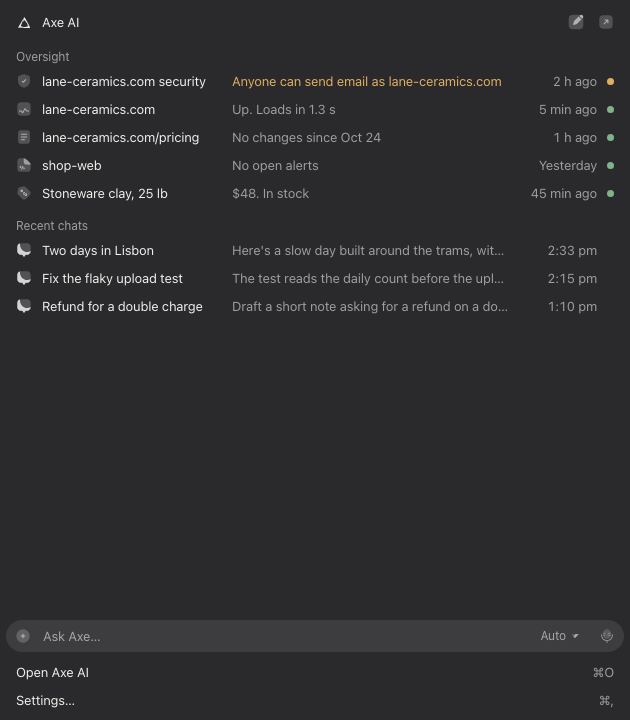 Axe AI
Oversight
lane-ceramics.com security Anyone can send email as lane-ceramics.com 2 h ago
lane-ceramics.com Up. Loads in 1.3 s 5 min ago
lane-ceramics.com/pricing No changes since Oct 24 1 h ago
shop-web No open alerts Yesterday
Stoneware clay, 25 lb $48. In stock 45 min ago
Recent chats
Two days in Lisbon Here's a slow day built around the trams, wit... 2:33 pm
Fix the flaky upload test The test reads the daily count before the upl... 2:15 pm
Refund for a double charge Draft a short note asking for a refund on a do... 1:10 pm
Ask Axe... Auto
Open Axe AI ⌘O
Settings... ⌘,